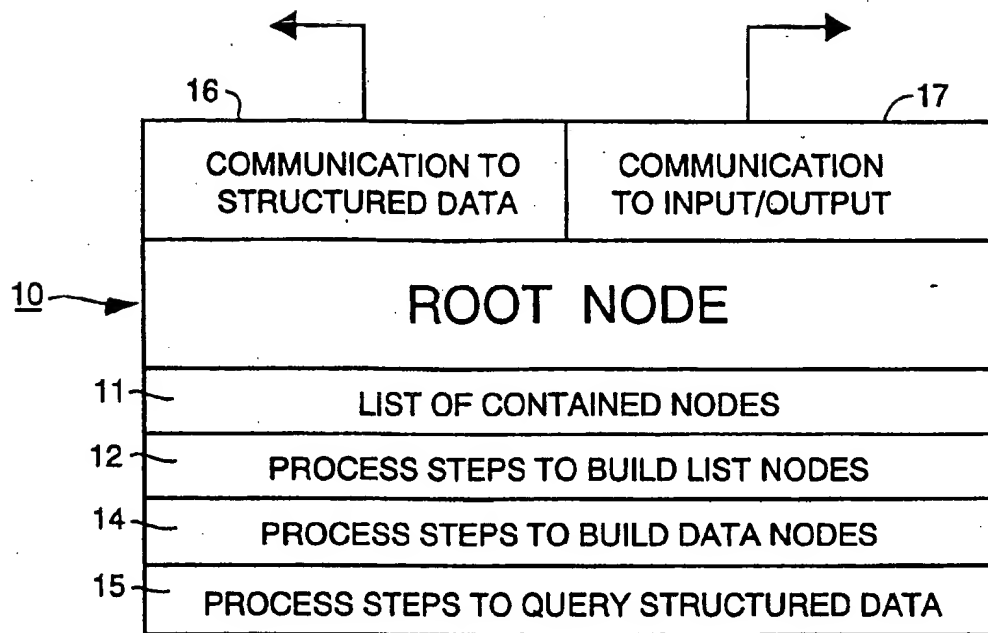 16
17
COMMUNICATION TO
STRUCTURED DATA
COMMUNICATION
TO INPUT/OUTPUT
10
ROOT NODE
11
LIST OF CONTAINED NODES
12
PROCESS STEPS TO BUILD LIST NODES
14
PROCESS STEPS TO BUILD DATA NODES
15
PROCESS STEPS TO QUERY STRUCTURED DATA